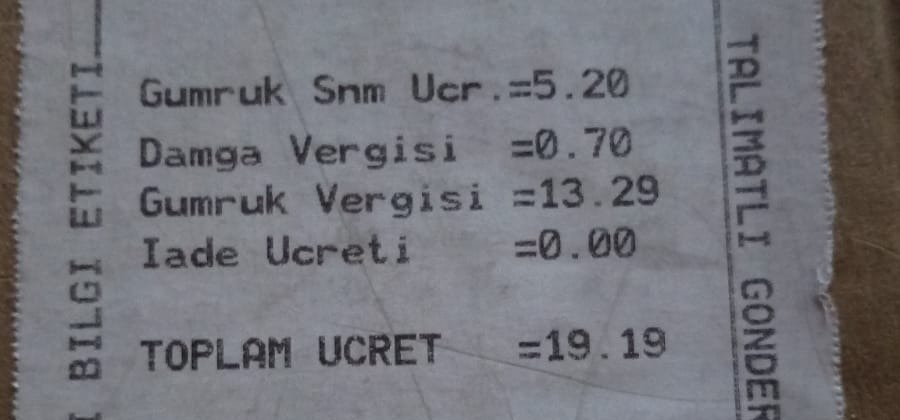 BILGI ETIKETI
Gumruk Snm Ucr.=5.20
Damga Vergisi =0.70
Gumruk Vergisi =13.29
Iade Ucreti =0.00
TOPLAM UCRET =19.19
TALIMATLI GONDER